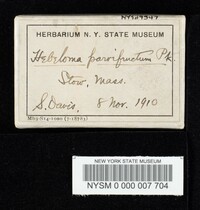 HERBARIUM N. Y. STATE MUSEUM
Hebeloma parvifructum Pk.
Stow, Mass.
S. Davis. 8 Nov. 1910
NEW YORK STATE MUSEUM
NYSM 0 000 007 704